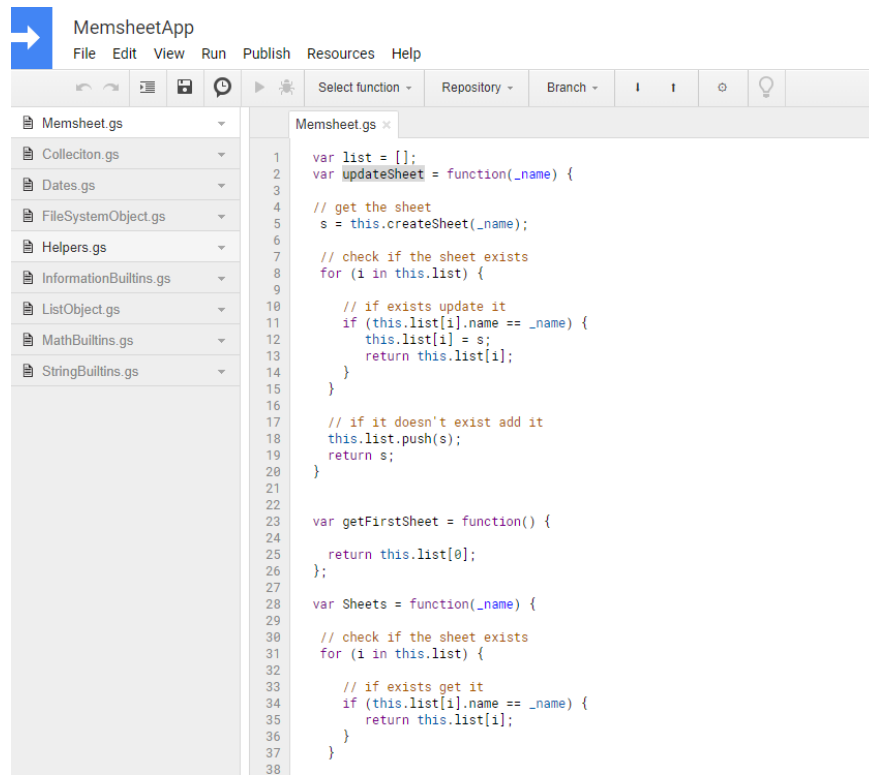 MemsheetApp
File Edit View Run Publish Resources Help
Select function Repository Branch
Memsheet.gs
Colleciton.gs
Dates.gs
FileSystemObject.gs
Helpers.gs
InformationBuiltins.gs
ListObject.gs
MathBuiltins.gs
StringBuiltins.gs
Memsheet.gs ×
1 var list = [];
2 var updateSheet = function(_name) {
3
4 // get the sheet
5 s = this.createSheet(_name);
6
7 // check if the sheet exists
8 for (i in this.list) {
9
10 // if exists update it
11 if (this.list[i].name == _name) {
12 this.list[i] = s;
13 return this.list[i];
14 }
15 }
16
17 // if it doesn't exist add it
18 this.list.push(s);
19 return s;
20 }
21
22
23 var getFirstSheet = function() {
24
25 return this.list[0];
26 };
27
28 var Sheets = function(_name) {
29
30 // check if the sheet exists
31 for (i in this.list) {
32
33 // if exists get it
34 if (this.list[i].name == _name) {
35 return this.list[i];
36 }
37 }
38